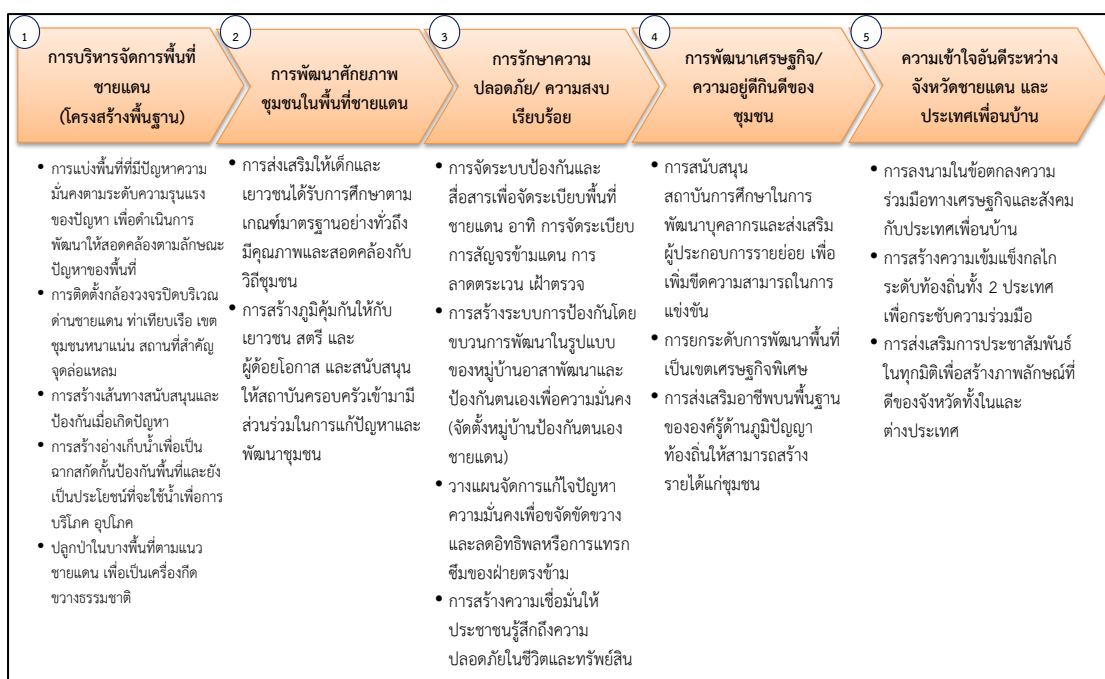 1
การบริหารจัดการพื้นที่
ชายแดน
(โครงสร้างพื้นฐาน)
• การแบ่งพื้นที่ที่มีปัญหาความ
มั่นคงตามระดับความรุนแรง
ของปัญหา เพื่อดำเนินการ
พัฒนาให้สอดคล้องตามลักษณะ
ปัญหาของพื้นที่
• การติดตั้งกล้องวงจรปิดบริเวณ
ด่านชายแดน ท่าเทียบเรือ เขต
ชุมชนหนาแน่น สถานที่สำคัญ
จุดล่อแหลม
• การสร้างเส้นทางสนับสนุนและ
ป้องกันเมื่อเกิดปัญหา
• การสร้างอ่างเก็บน้ำเพื่อเป็น
ฉากสกัดกั้นป้องกันพื้นที่และยัง
เป็นประโยชน์ที่จะใช้น้ำเพื่อการ
บริโภค อุปโภค
• ปลูกป่าในบางพื้นที่ตามแนว
ชายแดน เพื่อเป็นเครื่องกีด
ขวางธรรมชาติ
2
การพัฒนาศักยภาพ
ชุมชนในพื้นที่ชายแดน
• การส่งเสริมให้เด็กและ
เยาวชนได้รับการศึกษาตาม
เกณฑ์มาตรฐานอย่างทั่วถึง
มีคุณภาพและสอดคล้องกับ
วิถีชุมชน
• การสร้างภูมิคุ้มกันให้กับ
เยาวชน สตรี และ
ผู้ด้อยโอกาส และสนับสนุน
ให้สถาบันครอบครัวเข้ามามี
ส่วนร่วมในการแก้ปัญหาและ
พัฒนาชุมชน
3
การรักษาความ
ปลอดภัย/ ความสงบ
เรียบร้อย
• การจัดระบบป้องกันและ
สื่อสารเพื่อจัดระเบียบพื้นที่
ชายแดน อาทิ การจัดระเบียบ
การสัญจรข้ามแดน การ
ลาดตระเวน เฝ้าตรวจ
• การสร้างระบบการป้องกันโดย
ขบวนการพัฒนาในรูปแบบ
ของหมู่บ้านอาสาพัฒนาและ
ป้องกันตนเองเพื่อความมั่นคง
(จัดตั้งหมู่บ้านป้องกันตนเอง
ชายแดน)
• วางแผนจัดการแก้ไขปัญหา
ความมั่นคงเพื่อขจัดขัดขวาง
และลดอิทธิพลหรือการแทรก
ซึมของฝ่ายตรงข้าม
• การสร้างความเชื่อมั่นให้
ประชาชนรู้สึกถึงความ
ปลอดภัยในชีวิตและทรัพย์สิน
4
การพัฒนาเศรษฐกิจ/
ความอยู่ดีกินดีของ
ชุมชน
• การสนับสนุน
สถาบันการศึกษาในการ
พัฒนาบุคลากรและส่งเสริม
ผู้ประกอบการรายย่อย เพื่อ
เพิ่มขีดความสามารถในการ
แข่งขัน
• การยกระดับการพัฒนาพื้นที่
เป็นเขตเศรษฐกิจพิเศษ
• การส่งเสริมอาชีพบนพื้นฐาน
ขององค์รู้ด้านภูมิปัญญา
ท้องถิ่นให้สามารถสร้าง
รายได้แก่ชุมชน
5
ความเข้าใจอันดีระหว่าง
จังหวัดชายแดน และ
ประเทศเพื่อนบ้าน
• การลงนามในข้อตกลงความ
ร่วมมือทางเศรษฐกิจและสังคม
กับประเทศเพื่อนบ้าน
• การสร้างความเข้มแข็งกลไก
ระดับท้องถิ่นทั้ง 2 ประเทศ
เพื่อกระชับความร่วมมือ
• การส่งเสริมการประชาสัมพันธ์
ในทุกมิติเพื่อสร้างภาพลักษณ์ที่
ดีของจังหวัดทั้งในและ
ต่างประเทศ